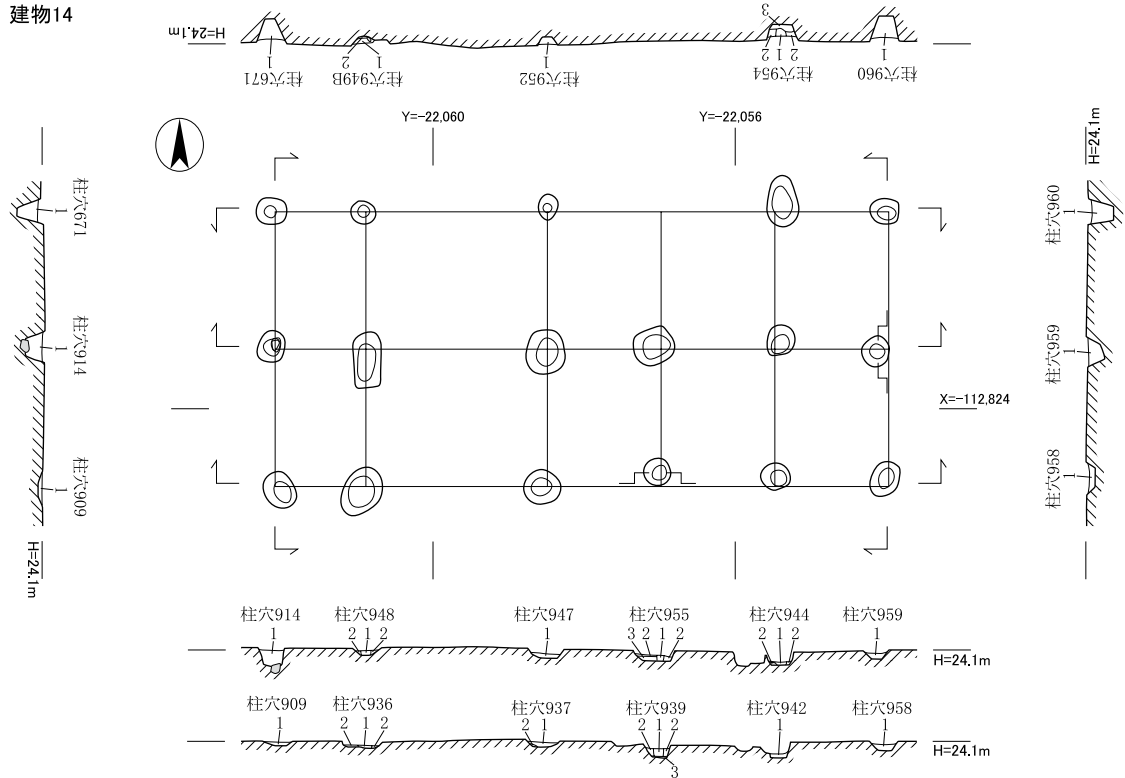 建物14
H=24.1m
3
1
2 1
1
2 1 2
1
柱穴671
柱穴949B
柱穴952
柱穴954
柱穴960
Y=-22,060
Y=-22,056
柱穴671
1
柱穴914
1
柱穴909
1
H=24.1m
H=24.1m
柱穴960
1
柱穴959
1
柱穴958
1
X=-112,824
柱穴914
柱穴948
柱穴947
柱穴955
柱穴944
柱穴959
1
2 1 2
1
3 2 1 2
2 1 2
1
H=24.1m
柱穴909
柱穴936
柱穴937
柱穴939
柱穴942
柱穴958
1
2 1 2
2 1
2 1 2
1
1
3
H=24.1m